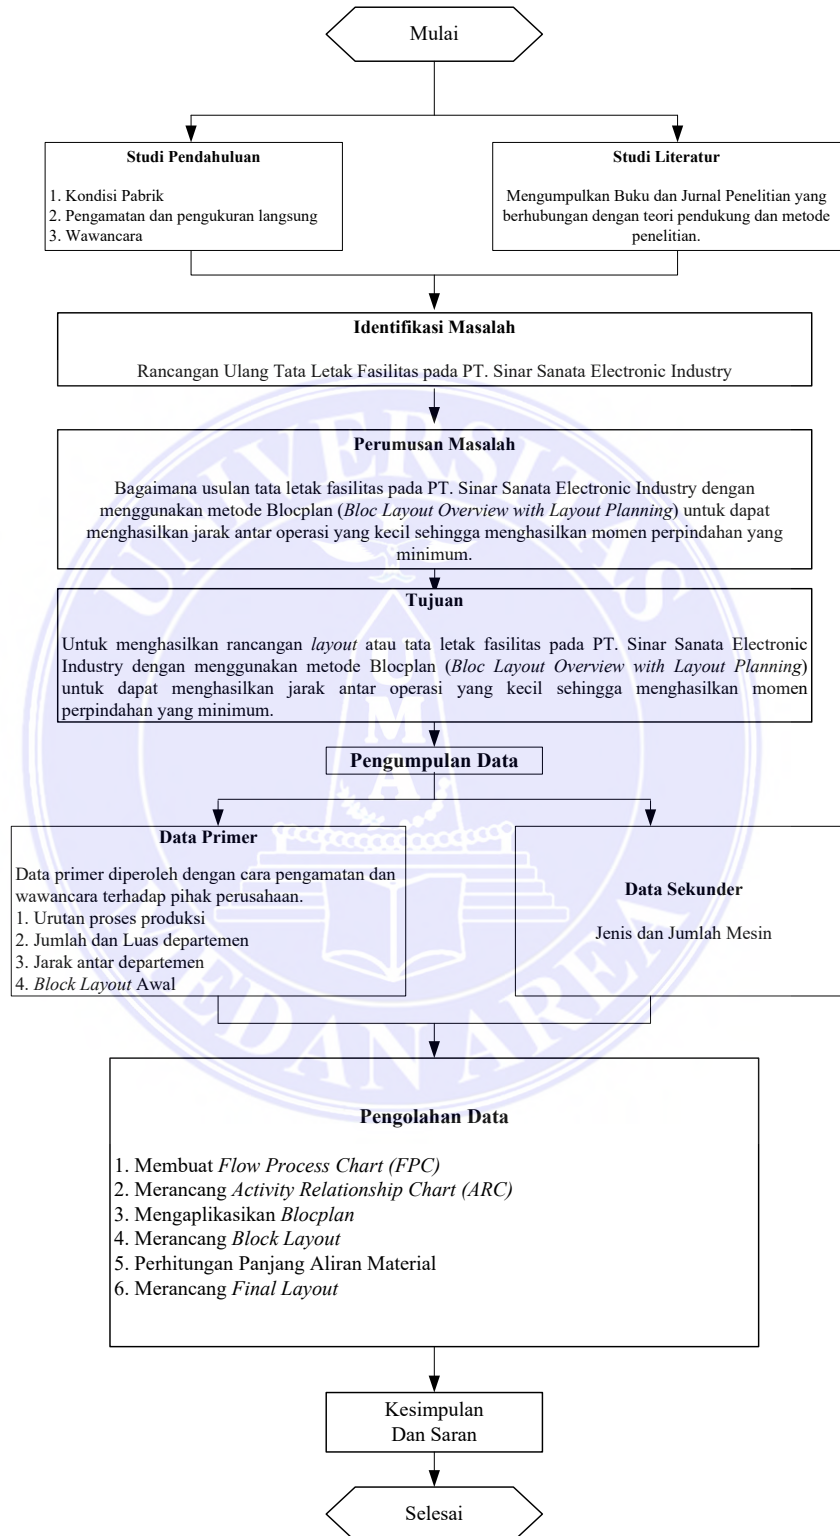 Mulai
Studi Pendahuluan
1. Kondisi Pabrik
2. Pengamatan dan pengukuran langsung
3. Wawancara
Studi Literatur
Mengumpulkan Buku dan Jurnal Penelitian yang
berhubungan dengan teori pendukung dan metode
penelitian.
Identifikasi Masalah
Rancangan Ulang Tata Letak Fasilitas pada PT. Sinar Sanata Electronic Industry
Perumusan Masalah
Bagaimana usulan tata letak fasilitas pada PT. Sinar Sanata Electronic Industry dengan
menggunakan metode Blocplan (Bloc Layout Overview with Layout Planning) untuk dapat
menghasilkan jarak antar operasi yang kecil sehingga menghasilkan momen perpindahan yang
minimum.
Tujuan
Untuk menghasilkan rancangan layout atau tata letak fasilitas pada PT. Sinar Sanata Electronic
Industry dengan menggunakan metode Blocplan (Bloc Layout Overview with Layout Planning)
untuk dapat menghasilkan jarak antar operasi yang kecil sehingga menghasilkan momen
perpindahan yang minimum.
Pengumpulan Data
Data Primer
Data primer diperoleh dengan cara pengamatan dan
wawancara terhadap pihak perusahaan.
1. Urutan proses produksi
2. Jumlah dan Luas departemen
3. Jarak antar departemen
4. Block Layout Awal
Data Sekunder
Jenis dan Jumlah Mesin
Pengolahan Data
1. Membuat Flow Process Chart (FPC)
2. Merancang Activity Relationship Chart (ARC)
3. Mengaplikasikan Blocplan
4. Merancang Block Layout
5. Perhitungan Panjang Aliran Material
6. Merancang Final Layout
Kesimpulan
Dan Saran
Selesai
UNIVERSITAS
MEDAN AREA
U
M
A